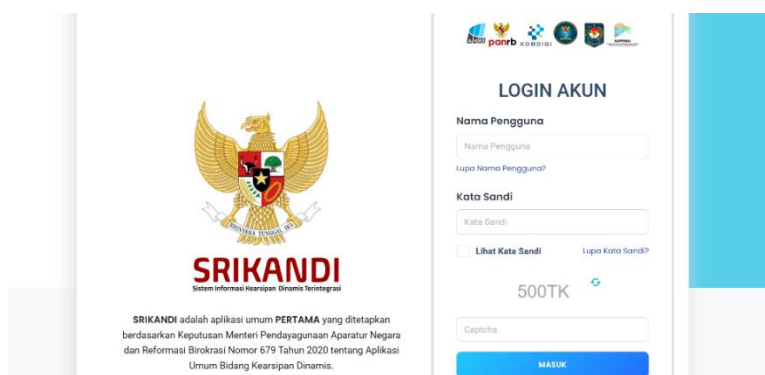 panrb KOMDIGI
LOGIN AKUN
Nama Pengguna
Nama Pengguna
Lupa Nama Pengguna?
Kata Sandi
Kata Sandi
Lihat Kata Sandi
Lupa Kata Sandi?
500TK
Captcha
MASUK
BHINNEKA TUNGGAL IKA
SRIKANDI
Sistem Informasi Kearsipan Dinamis Terintegrasi
SRIKANDI adalah aplikasi umum PERTAMA yang ditetapkan
berdasarkan Keputusan Menteri Pendayagunaan Aparatur Negara
dan Reformasi Birokrasi Nomor 679 Tahun 2020 tentang Aplikasi
Umum Bidang Kearsipan Dinamis.